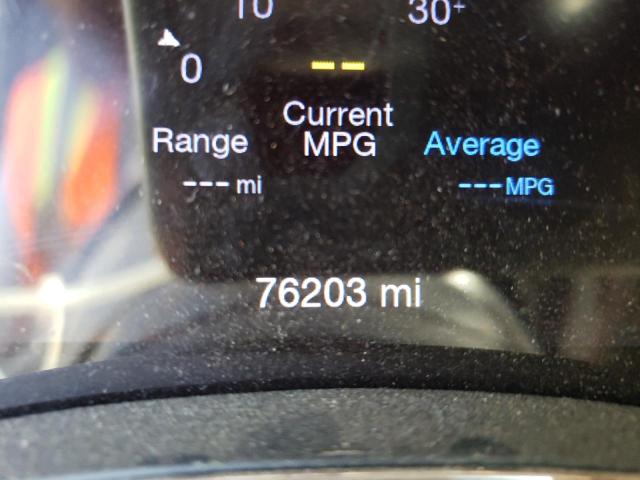 10 30+
0 -- 
Current
Range MPG Average
--- mi ---MPG
76203 mi